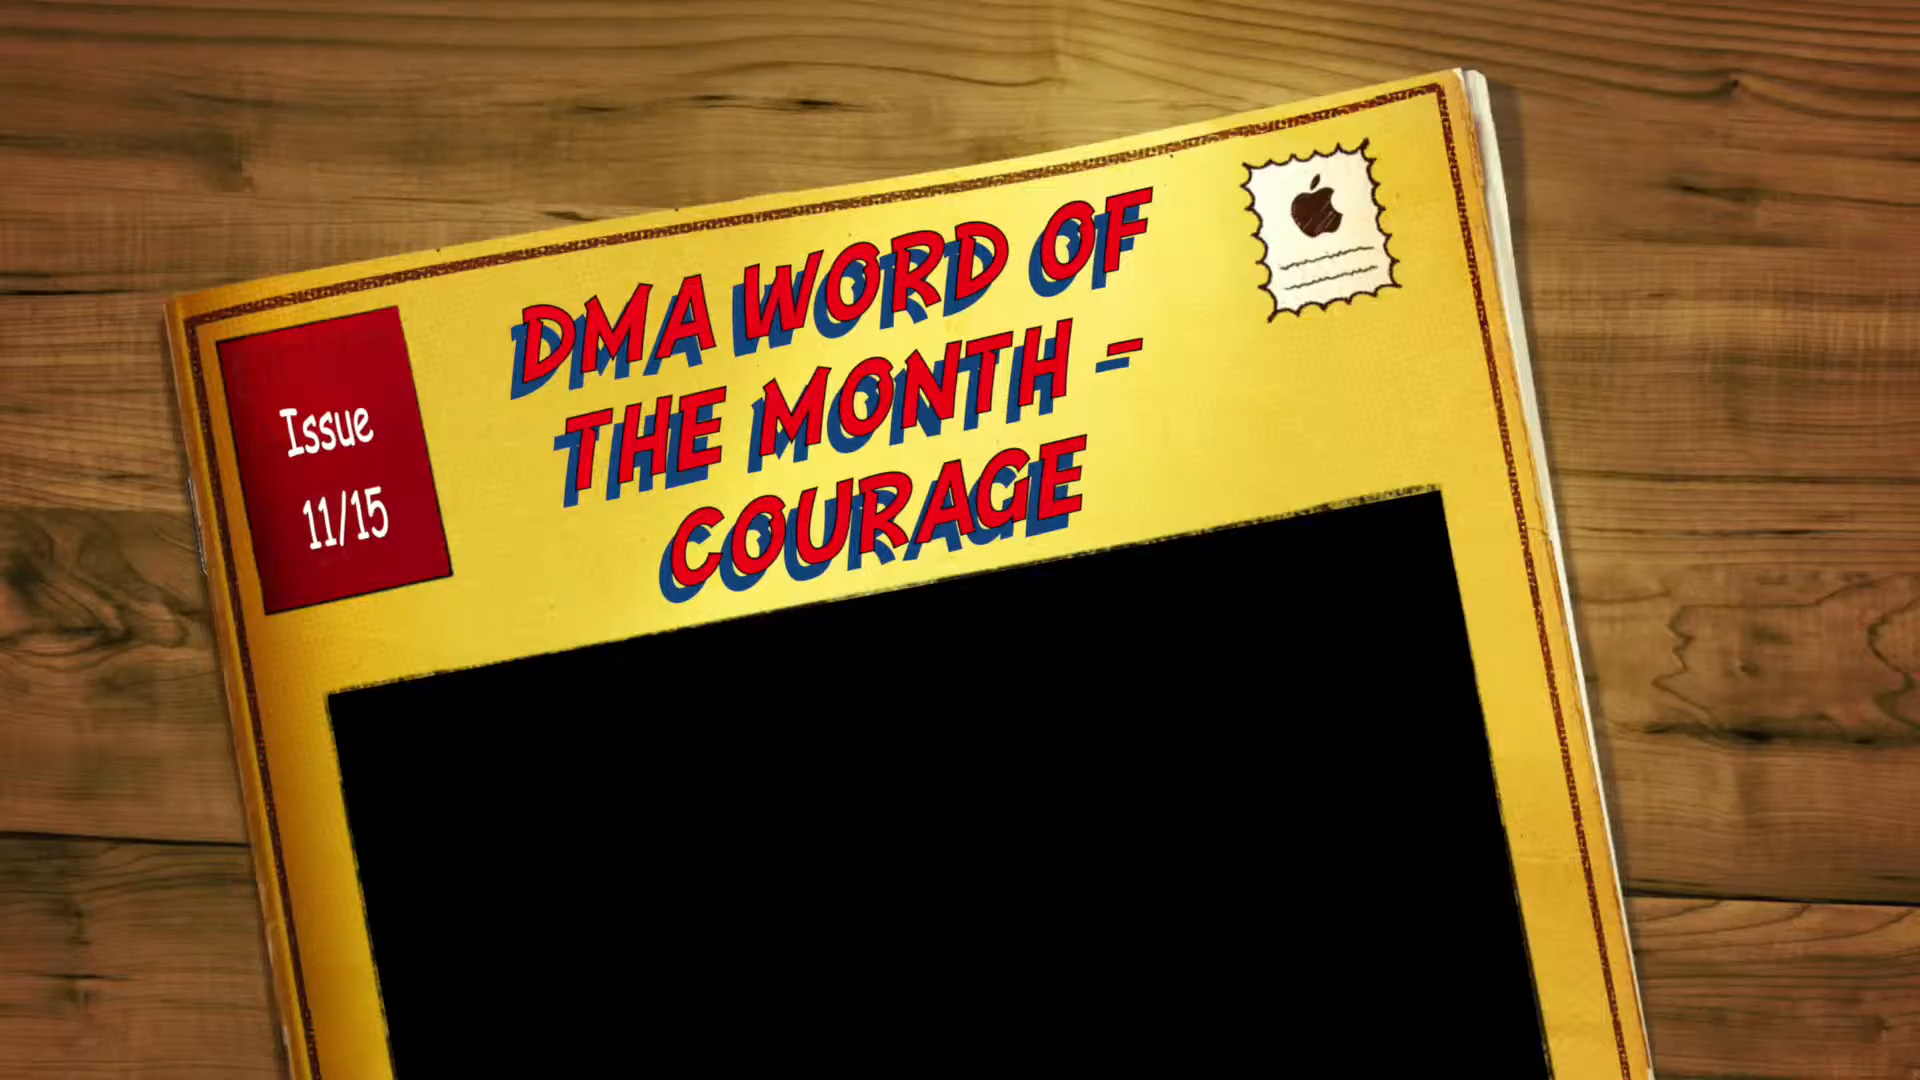 Issue
11/15
DMA WORD OF
THE MONTH -
COURAGE